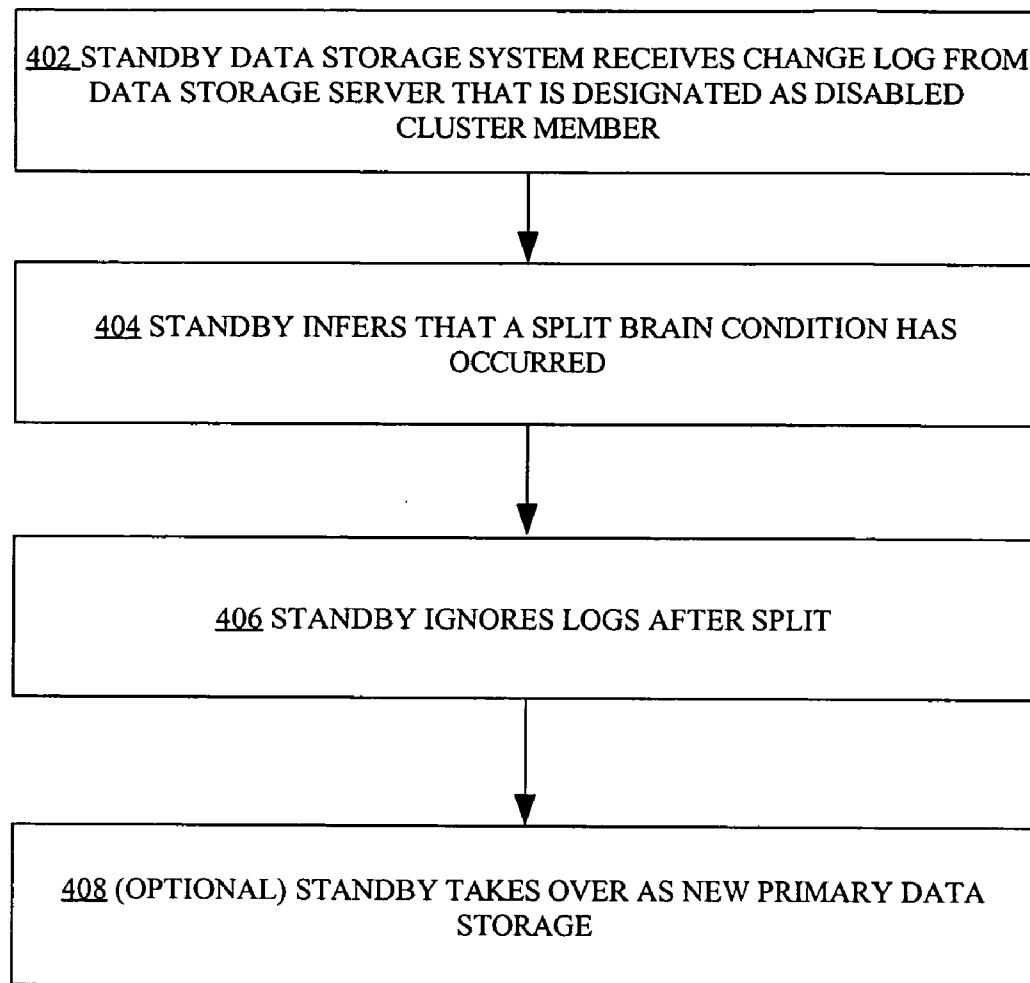 402 STANDBY DATA STORAGE SYSTEM RECEIVES CHANGE LOG FROM
DATA STORAGE SERVER THAT IS DESIGNATED AS DISABLED
CLUSTER MEMBER
404 STANDBY INFERS THAT A SPLIT BRAIN CONDITION HAS
OCCURRED
406 STANDBY IGNORES LOGS AFTER SPLIT
408 (OPTIONAL) STANDBY TAKES OVER AS NEW PRIMARY DATA
STORAGE